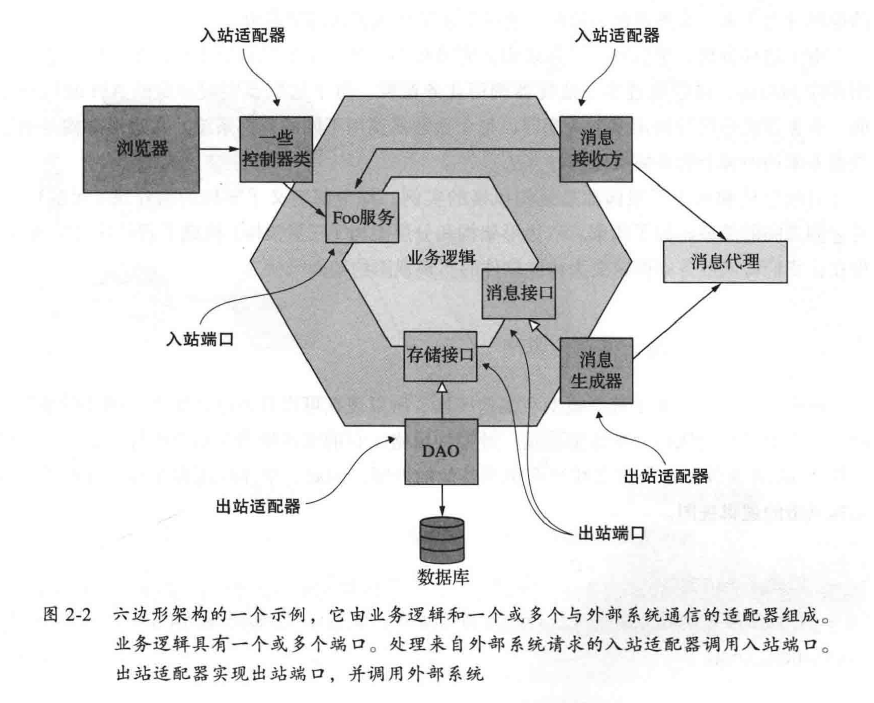 入站适配器
入站适配器
浏览器
一些
控制器类
消息
接收方
Foo服务
业务逻辑
消息代理
消息接口
入站端口
存储接口
消息
生成器
DAO
出站适配器
出站适配器
出站端口
数据库
图 2-2 六边形架构的一个示例，它由业务逻辑和一个或多个与外部系统通信的适配器组成。
业务逻辑具有一个或多个端口。处理来自外部系统请求的入站适配器调用入站端口。
出站适配器实现出站端口，并调用外部系统